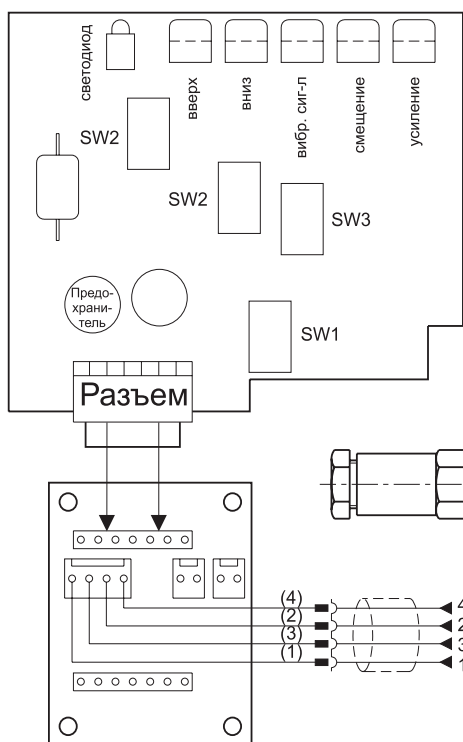 светодиод
вверх
вниз
вибр. сиг-л
смещение
усиление
SW2
SW2
SW3
Предо-
храни-
тель
SW1
Разъем
(4)
4
(2)
2
(3)
3
(1)
1